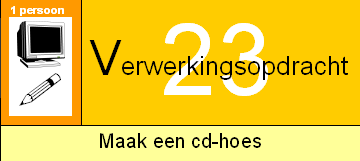 1 persoon
23
Verwerkingsopdracht
Maak een cd-hoes